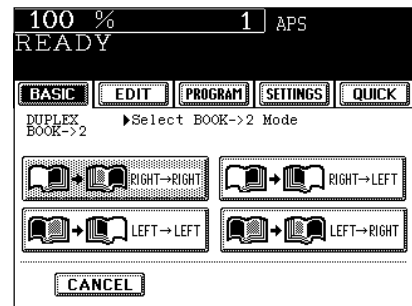 100 % 1 APS
READY
BASIC EDIT PROGRAM SETTINGS QUICK
DUPLEX ▶Select BOOK->2 Mode
BOOK->2
RIGHT→RIGHT RIGHT→LEFT
LEFT→LEFT LEFT→RIGHT
CANCEL